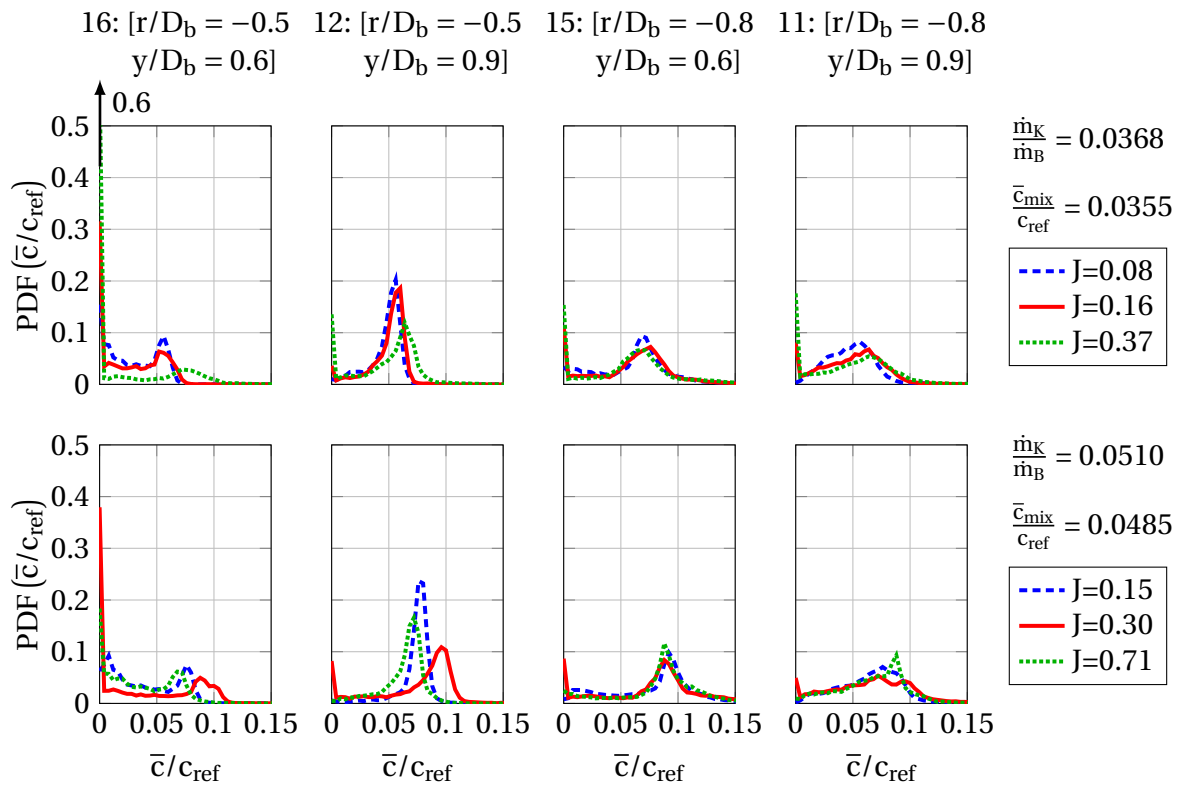 16: [r/D_b = −0.5 12: [r/D_b = −0.5 15: [r/D_b = −0.8 11: [r/D_b = −0.8
y/D_b = 0.6] y/D_b = 0.9] y/D_b = 0.6] y/D_b = 0.9]
0.6
PDF (c̅/c_ref)
0.5
0.4
0.3
0.2
0.1
0
ṁ_K/ṁ_B = 0.0368
c̅_mix/c_ref = 0.0355
J=0.08
J=0.16
J=0.37
PDF (c̅/c_ref)
0.5
0.4
0.3
0.2
0.1
0
0 0.05 0.1 0.15 0 0.05 0.1 0.15 0 0.05 0.1 0.15 0 0.05 0.1 0.15
c̅/c_ref c̅/c_ref c̅/c_ref c̅/c_ref
ṁ_K/ṁ_B = 0.0510
c̅_mix/c_ref = 0.0485
J=0.15
J=0.30
J=0.71